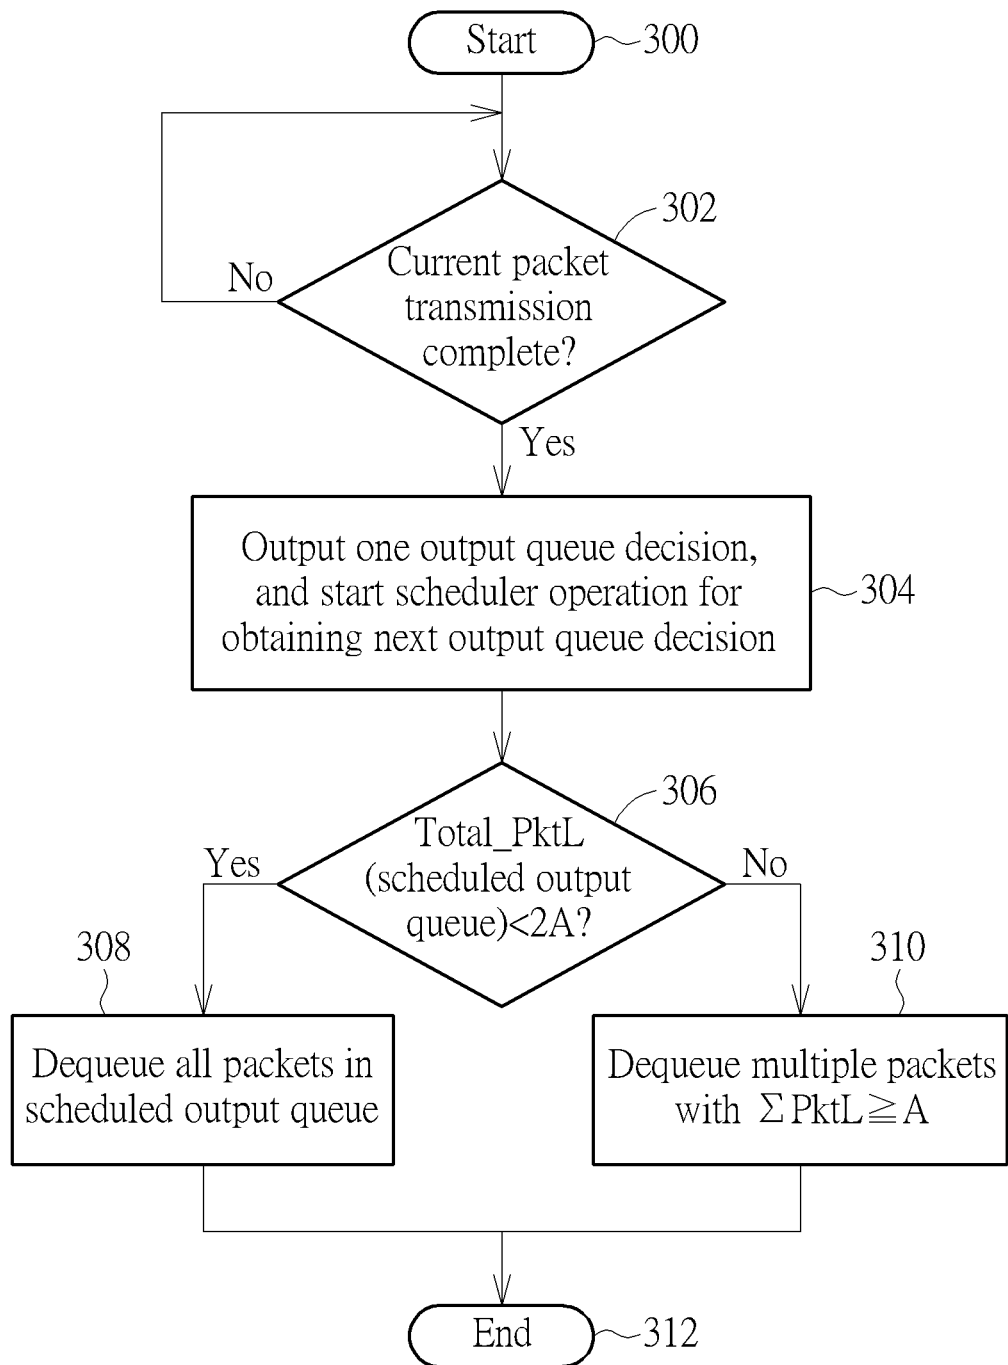 Start
300
302
Current packet
transmission
complete?
No
Yes
Output one output queue decision,
and start scheduler operation for
obtaining next output queue decision
304
306
Total_PktL
(scheduled output
queue)<2A?
Yes
No
308
310
Dequeue all packets in
scheduled output queue
Dequeue multiple packets
with ΣPktL≧A
End
312